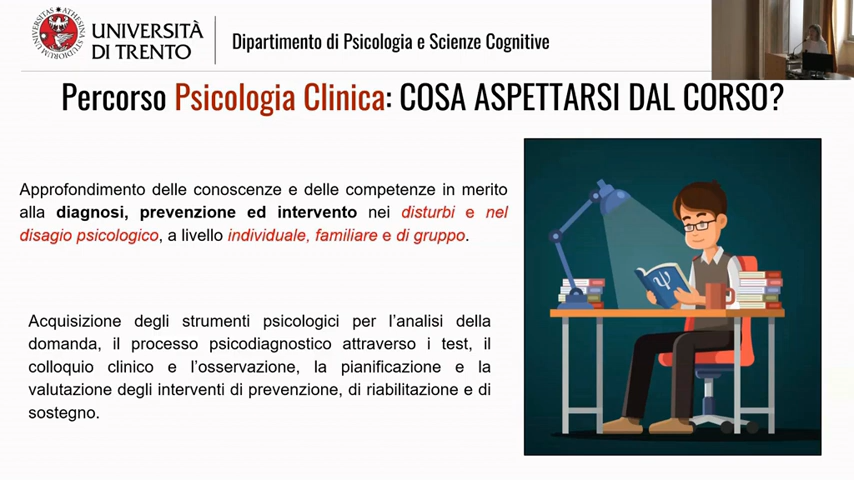 UNIVERSITÀ
DI TRENTO
Dipartimento di Psicologia e Scienze Cognitive
Percorso Psicologia Clinica: COSA ASPETTARSI DAL CORSO?
Approfondimento delle conoscenze e delle competenze in merito
alla diagnosi, prevenzione ed intervento nei disturbi e nel
disagio psicologico, a livello individuale, familiare e di gruppo.
Acquisizione degli strumenti psicologici per l'analisi della
domanda, il processo psicodiagnostico attraverso i test, il
colloquio clinico e l'osservazione, la pianificazione e la
valutazione degli interventi di prevenzione, di riabilitazione e di
sostegno.
Ψ